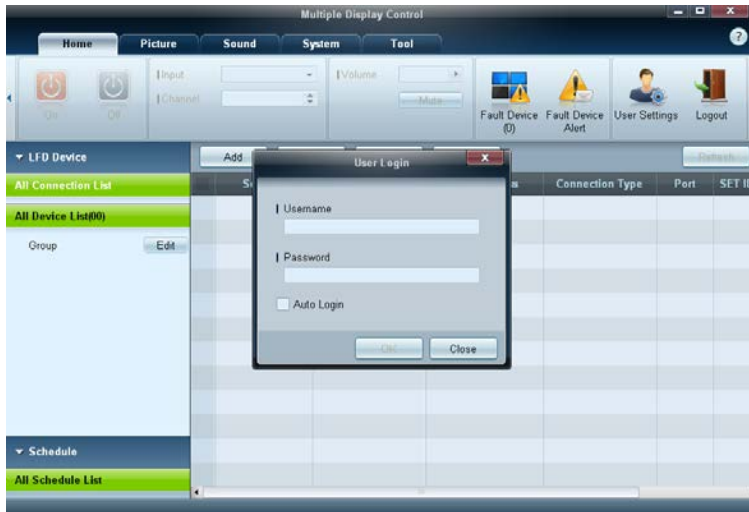 Multiple Display Control
Home Picture Sound System Tool
Input
Volume
Channel
Mute
On Off
Fault Device (0)
Fault Device Alert
User Settings
Logout
LFD Device
Add
Refresh
All Connection List
Connection Type Port SET I
All Device List(00)
Group Edit
User Login
Username
Password
Auto Login
OK Close
Schedule
All Schedule List